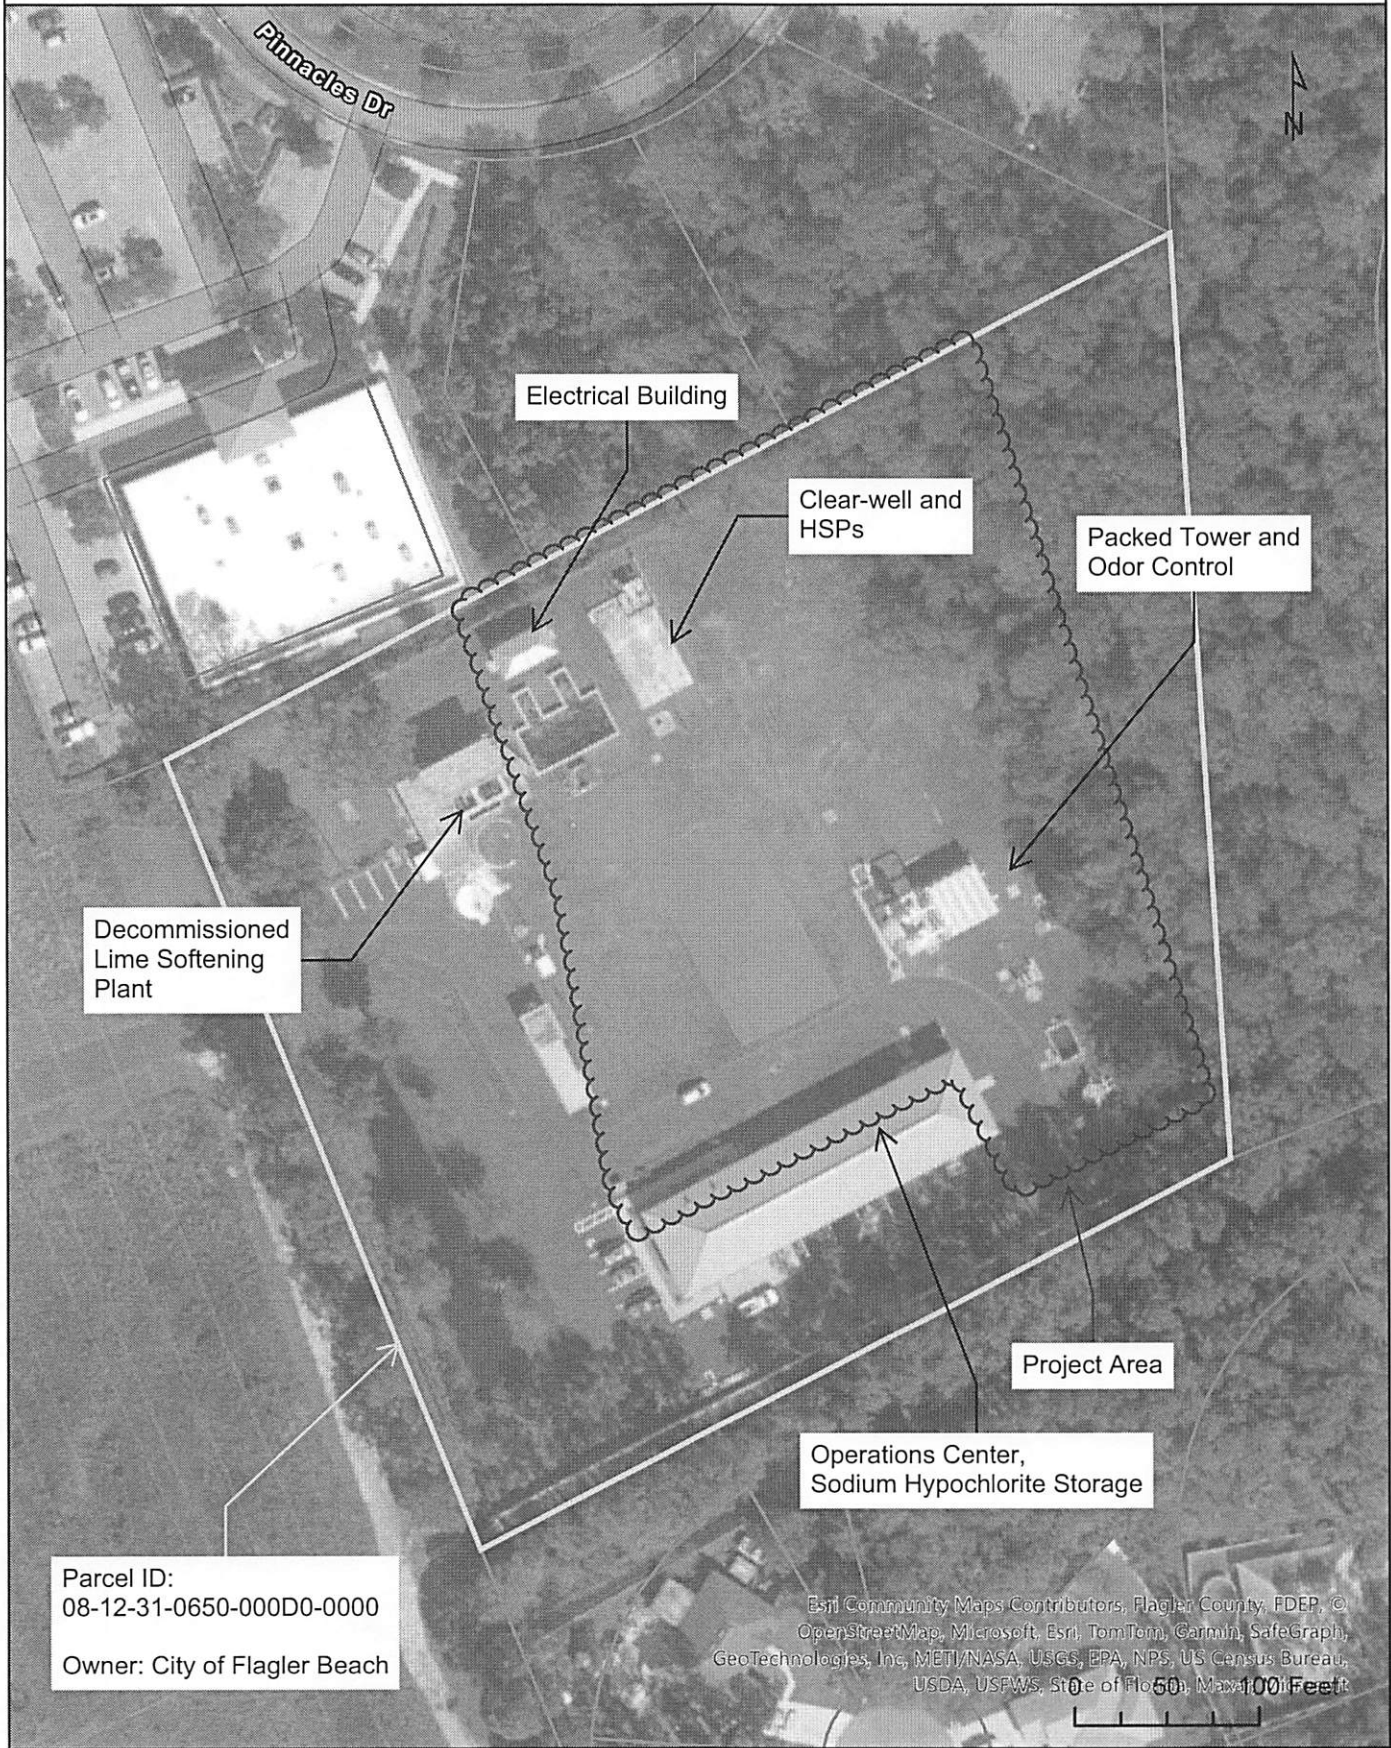 Pinnacles Dr
N
Electrical Building
Clear-well and
HSPs
Packed Tower and
Odor Control
Decommissioned
Lime Softening
Plant
Project Area
Operations Center,
Sodium Hypochlorite Storage
Parcel ID:
08-12-31-0650-000D0-0000
Owner: City of Flagler Beach
Esri Community Maps Contributors, Flagler County, FDEP, ©
OpenStreetMap, Microsoft, Esri, TomTom, Garmin, SafeGraph,
GeoTechnologies, Inc, METI/NASA, USGS, EPA, NPS, US Census Bureau,
USDA, USFWS, State of Florida, Maxar, Microsoft
0 50 100 Feet